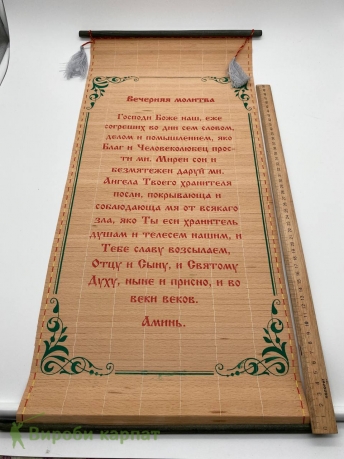 Вечерняя молитва
Господи Боже наш, еже
согреших во дни сем словом,
делом и помышлением, яко
Благ и Человеколюбец прос-
ти ми. Мирен сон и
безмятежен даруй ми.
Ангела Твоего хранителя
посли, покрывающа и
соблюдающа мя от всякаго
зла, яко Ты еси хранитель
душам и телесем нашим, и
Тебе славу возсылаем,
Отцу и Сыну, и Святому
Духу, ныне и присно, и во
веки веков.
Аминь.
Вироби карпат